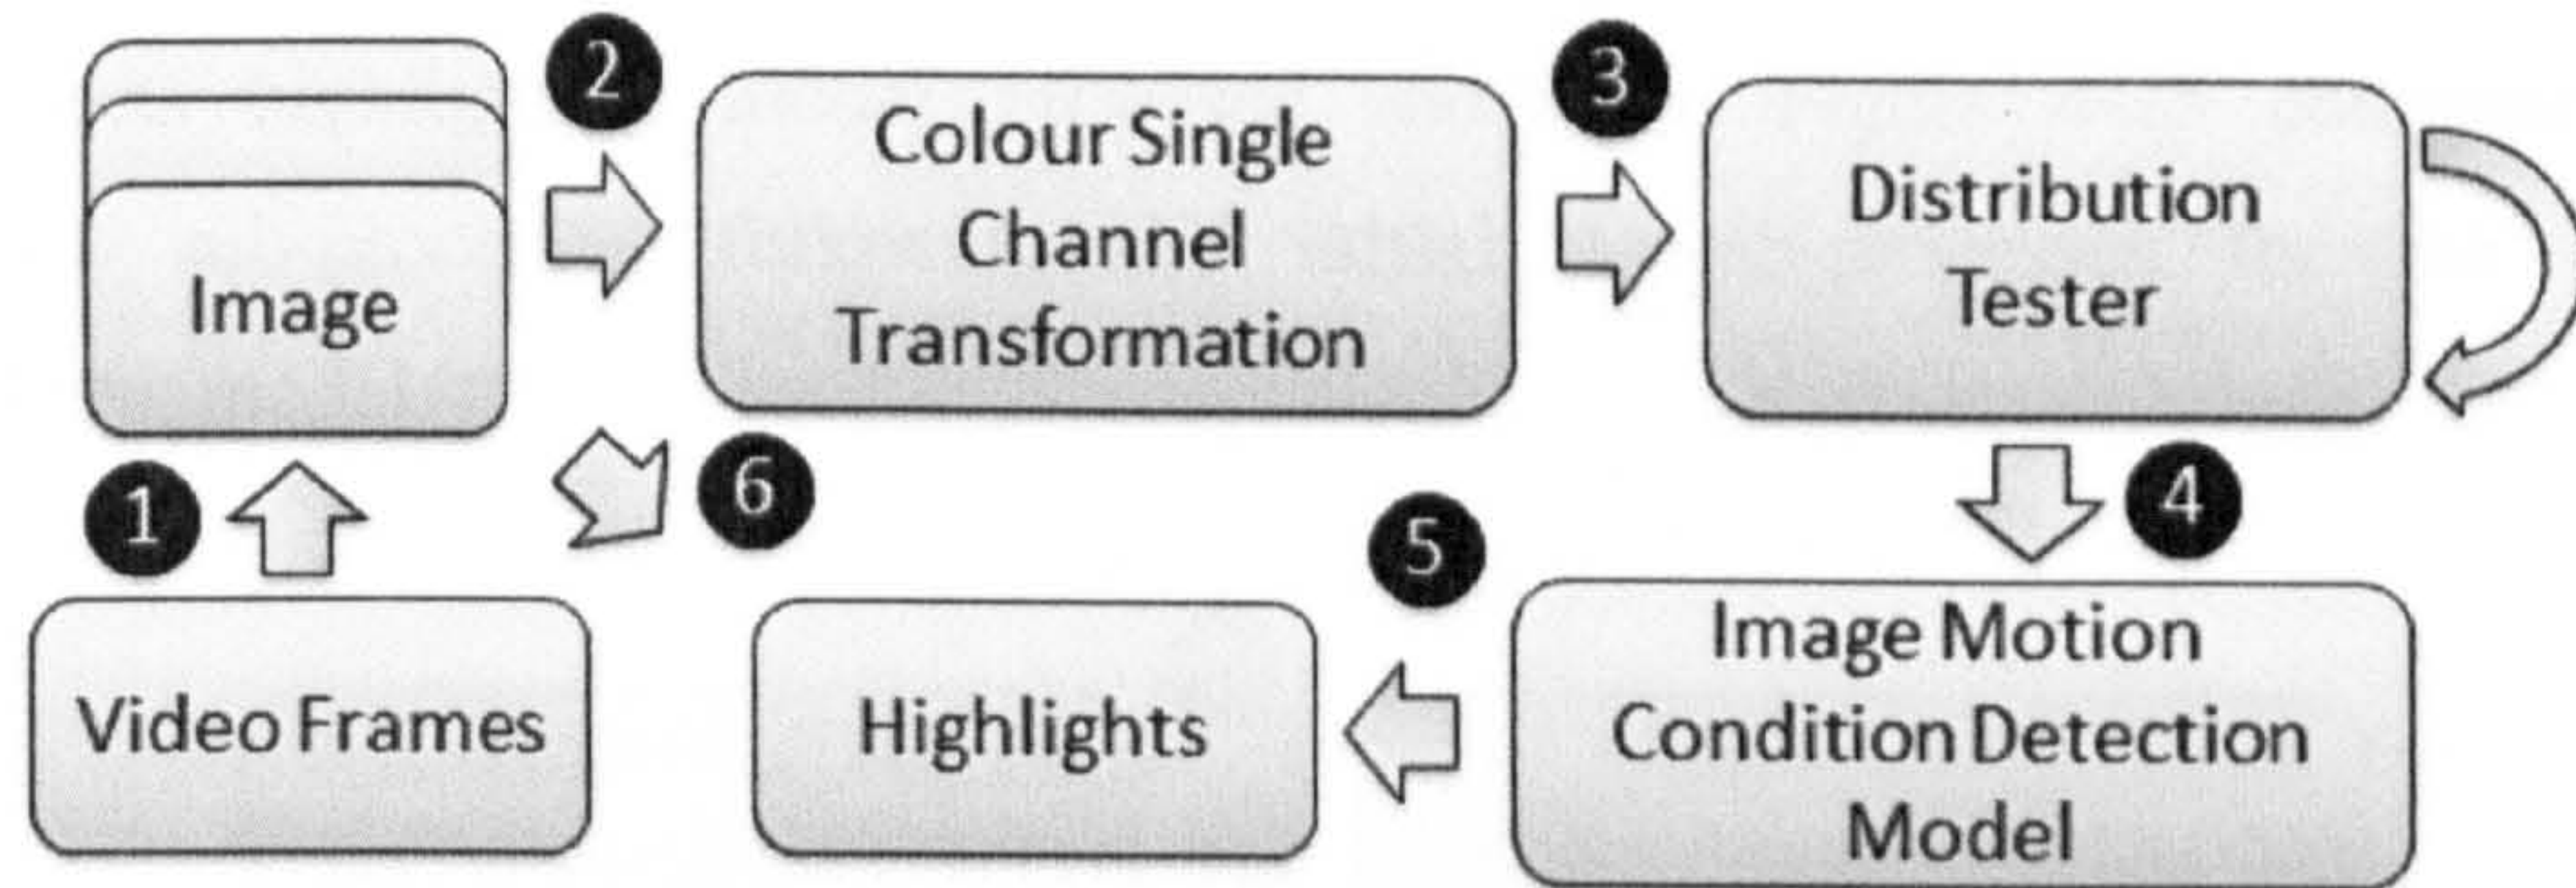 2
3
Colour Single
Channel
Transformation
Distribution
Tester
Image
1
6
4
5
Video Frames
Highlights
Image Motion
Condition Detection
Model